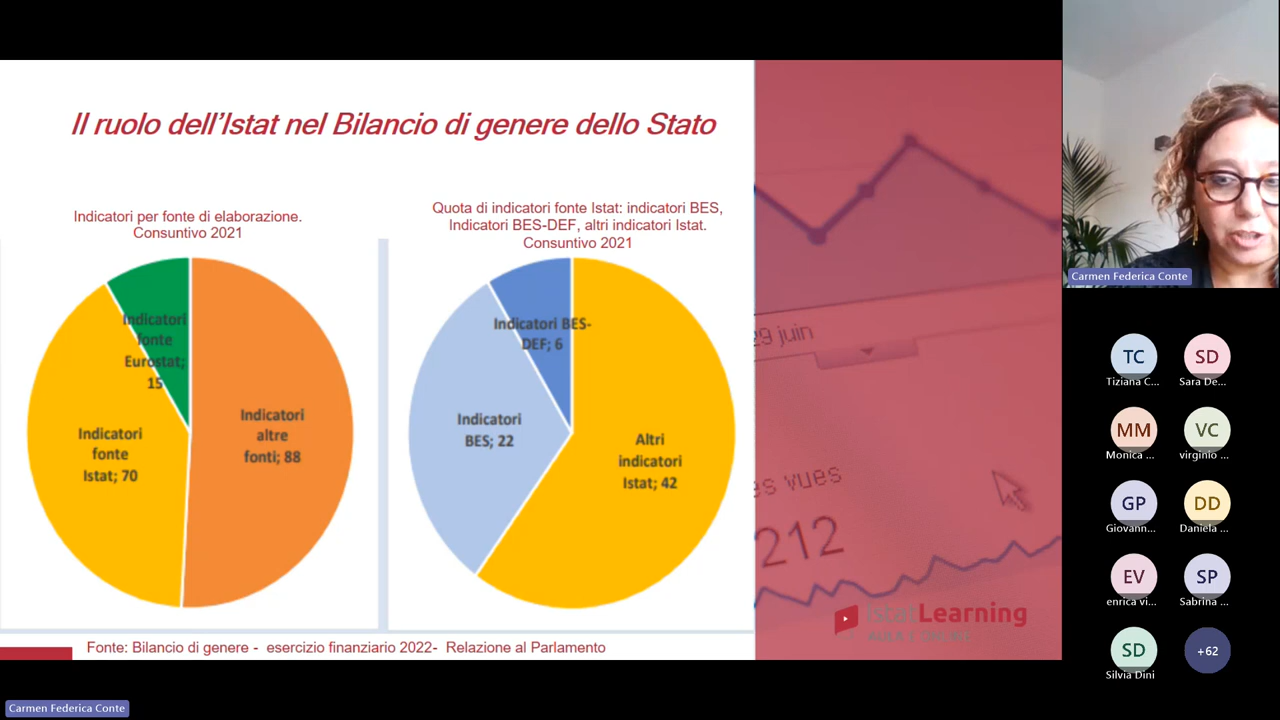 Il ruolo dell'Istat nel Bilancio di genere dello Stato
Indicatori per fonte di elaborazione.
Consuntivo 2021
Indicatori
fonte
Eurostat;
15
Indicatori
fonte
Istat; 70
Indicatori
altre
fonti; 88
Quota di indicatori fonte Istat: indicatori BES,
Indicatori BES-DEF, altri indicatori Istat.
Consuntivo 2021
Indicatori BES-
DEF; 6
Indicatori
BES; 22
Altri
indicatori
Istat; 42
Fonte: Bilancio di genere - esercizio finanziario 2022- Relazione al Parlamento
29 juin
es vues
212
istatLearning
Carmen Federica Conte
TC
Tiziana C...
SD
Sara De...
MM
Monica ...
VC
virginio ...
GP
Giovann...
DD
Daniela ...
EV
enrica vi...
SP
Sabrina ...
SD
Silvia Dini
+62
Carmen Federica Conte